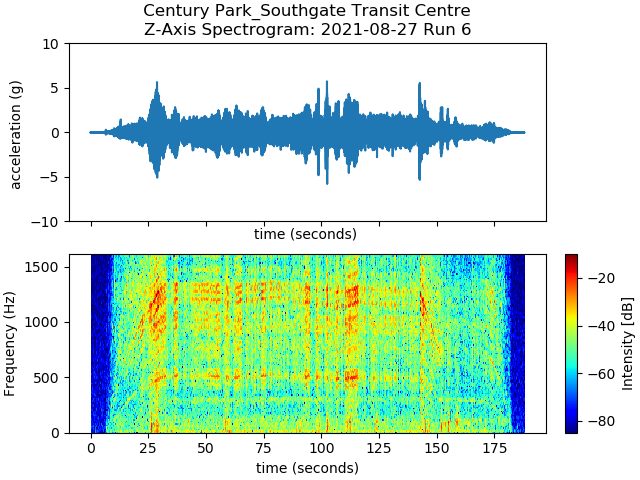 Century Park_Southgate Transit Centre
Z-Axis Spectrogram: 2021-08-27 Run 6
10
5
0
−5
−10
acceleration (g)
time (seconds)
1500
1000
500
0
Frequency (Hz)
0 25 50 75 100 125 150 175
time (seconds)
−20
−40
−60
−80
Intensity [dB]